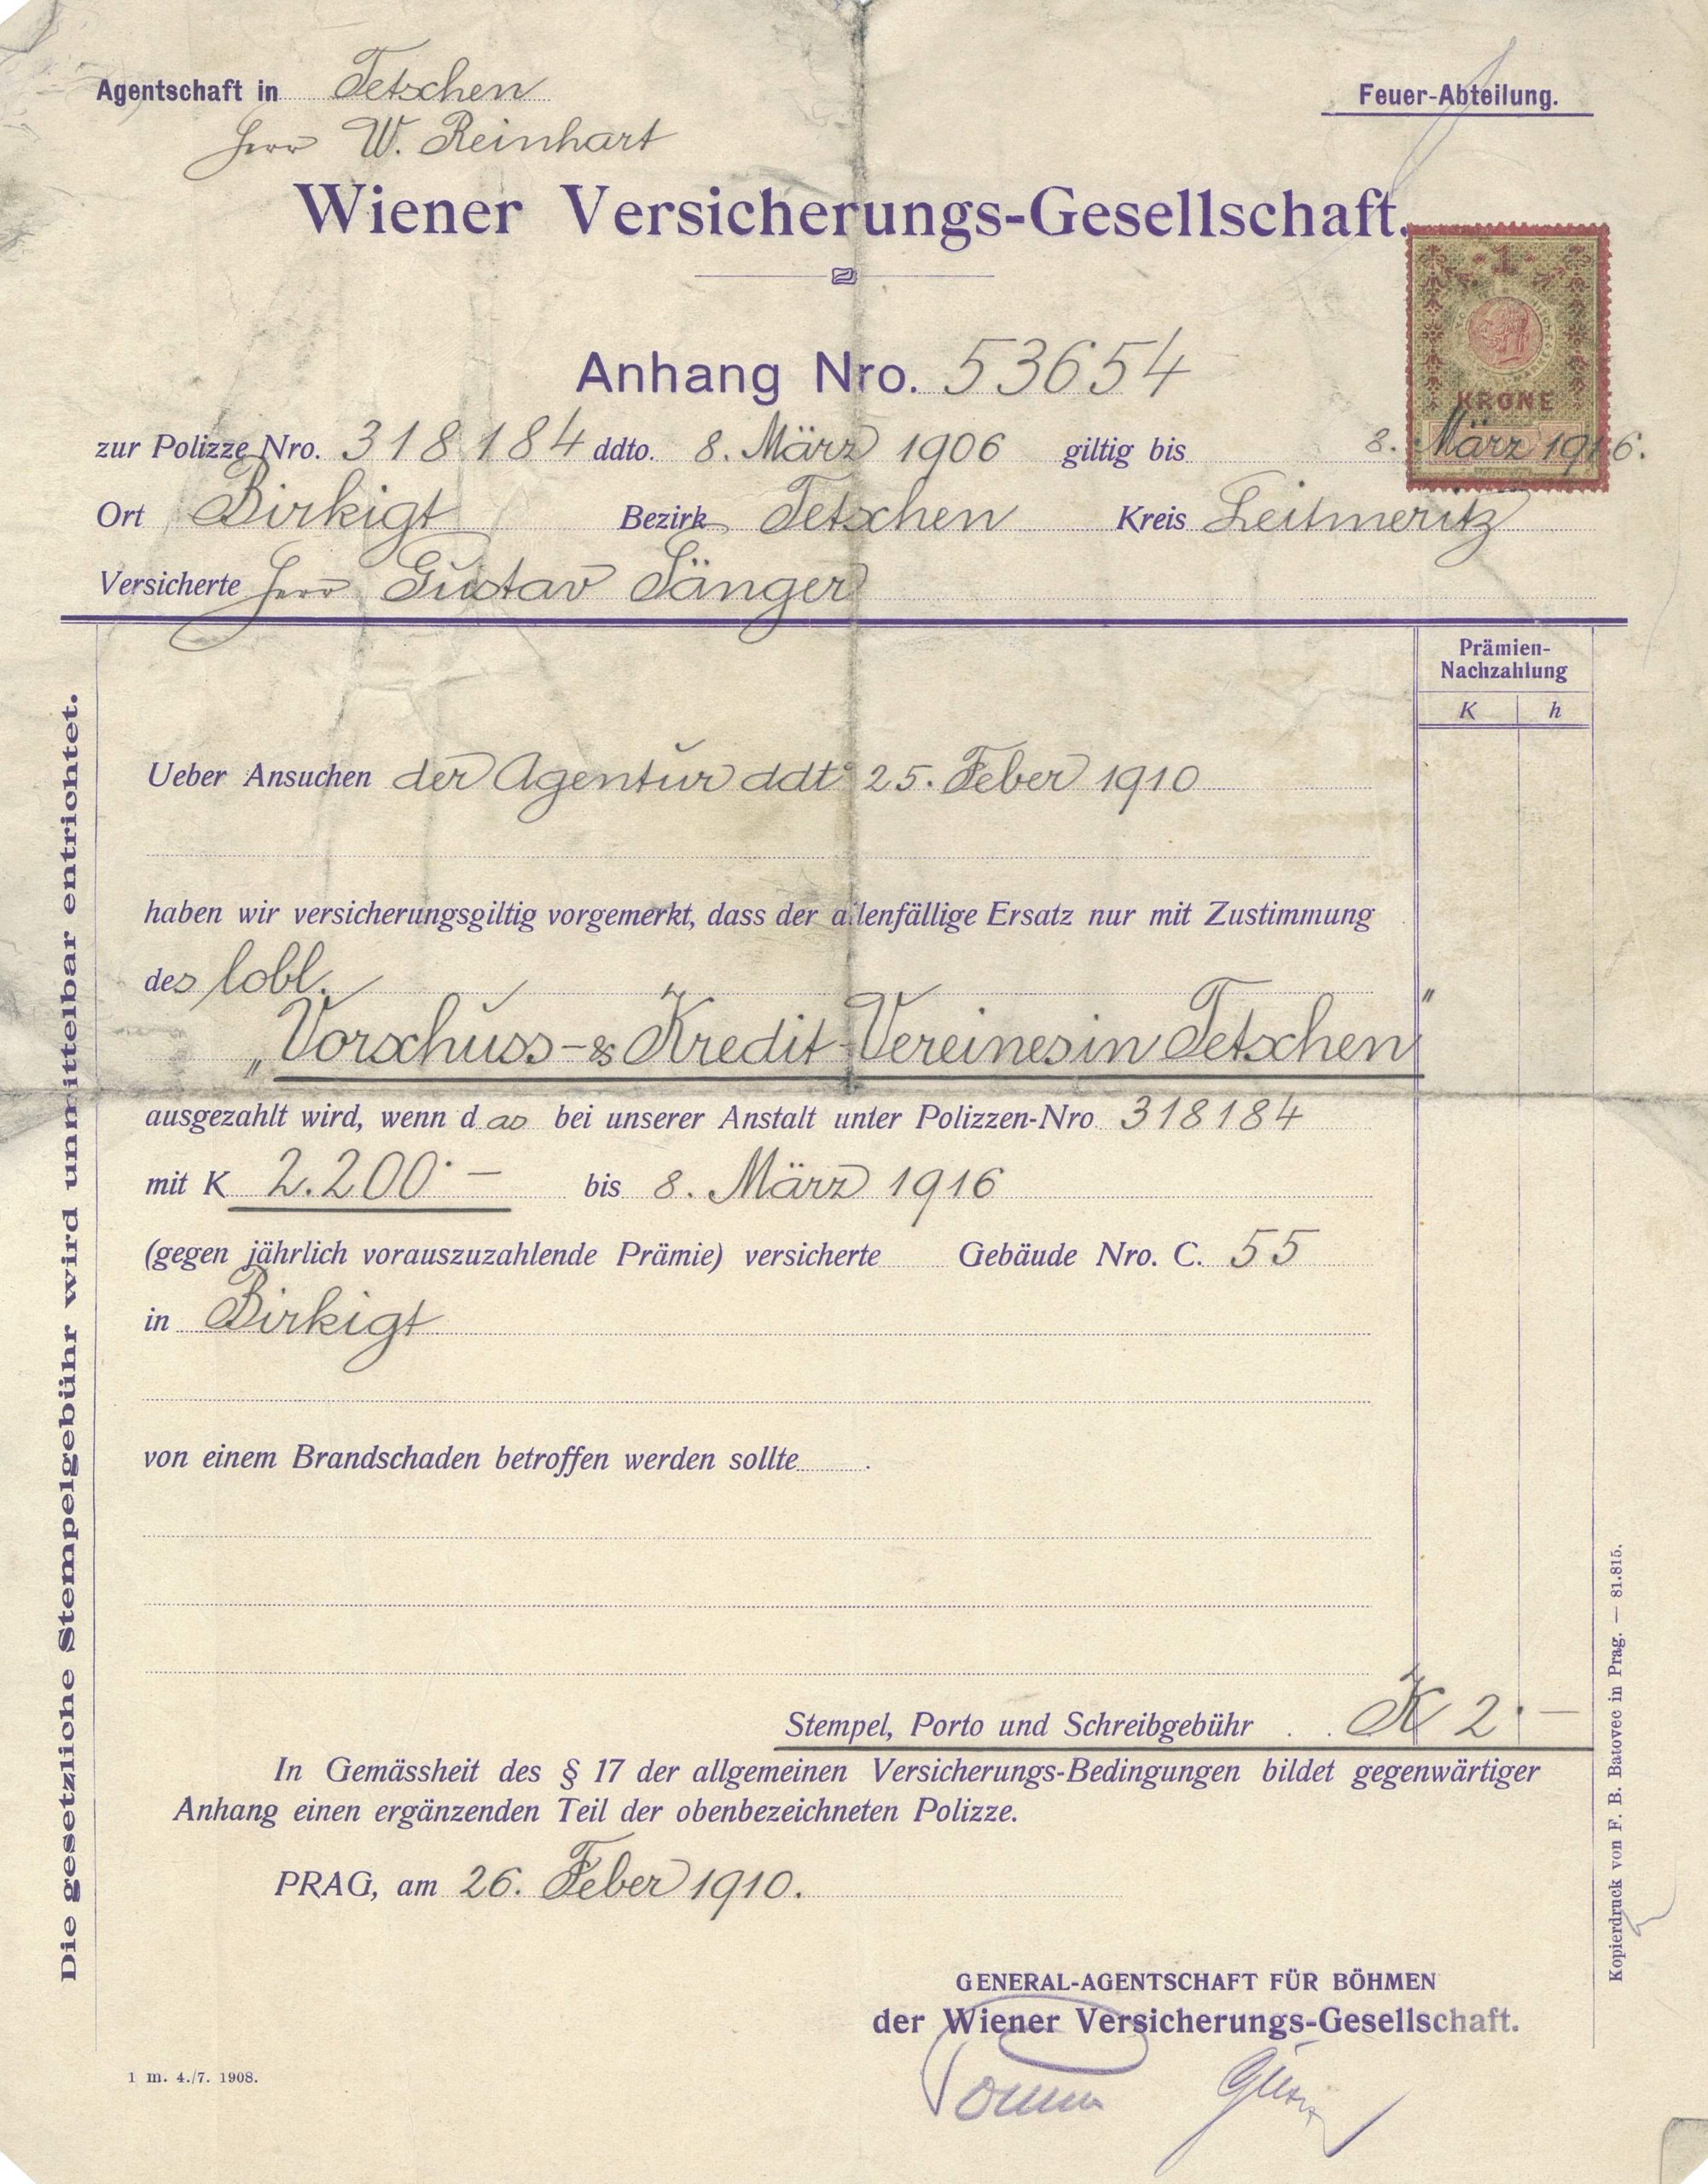 Agentschaft in Tetschen
Herr W. Reinhart
Feuer-Abteilung.
Wiener Versicherungs-Gesellschaft.
1
KRONE
Anhang Nro. 53654
zur Polizze Nro. 318.184 ddto. 8. März 1906 giltig bis 8. März 1916.
Ort Birkigt Bezirk Tetschen Kreis Leitmeritz
Versicherte Herr Gustav Sänger
Prämien-
Nachzahlung
K h
Ueber Ansuchen der Agentur ddto 25. Feber 1910
haben wir versicherungsgiltig vorgemerkt, dass der allenfällige Ersatz nur mit Zustimmung
des lobl.
„Vorschuss- & Kredit-Vereines in Tetschen"
ausgezahlt wird, wenn das bei unserer Anstalt unter Polizzen-Nro. 318184
mit K 2.200·— bis 8. März 1916
(gegen jährlich vorauszuzahlende Prämie) versicherte Gebäude Nro. C. 55
in Birkigt
von einem Brandschaden betroffen werden sollte.
Stempel, Porto und Schreibgebühr . . K 2·—
In Gemässheit des § 17 der allgemeinen Versicherungs-Bedingungen bildet gegenwärtiger
Anhang einen ergänzenden Teil der obenbezeichneten Polizze.
PRAG, am 26. Feber 1910.
GENERAL-AGENTSCHAFT FÜR BÖHMEN
der Wiener Versicherungs-Gesellschaft.
1 m. 4./7. 1908.
Die gesetzliche Stempelgebühr wird unmittelbar entrichtet.
Kopierdruck von F. B. Batovec in Prag. — 81.815.